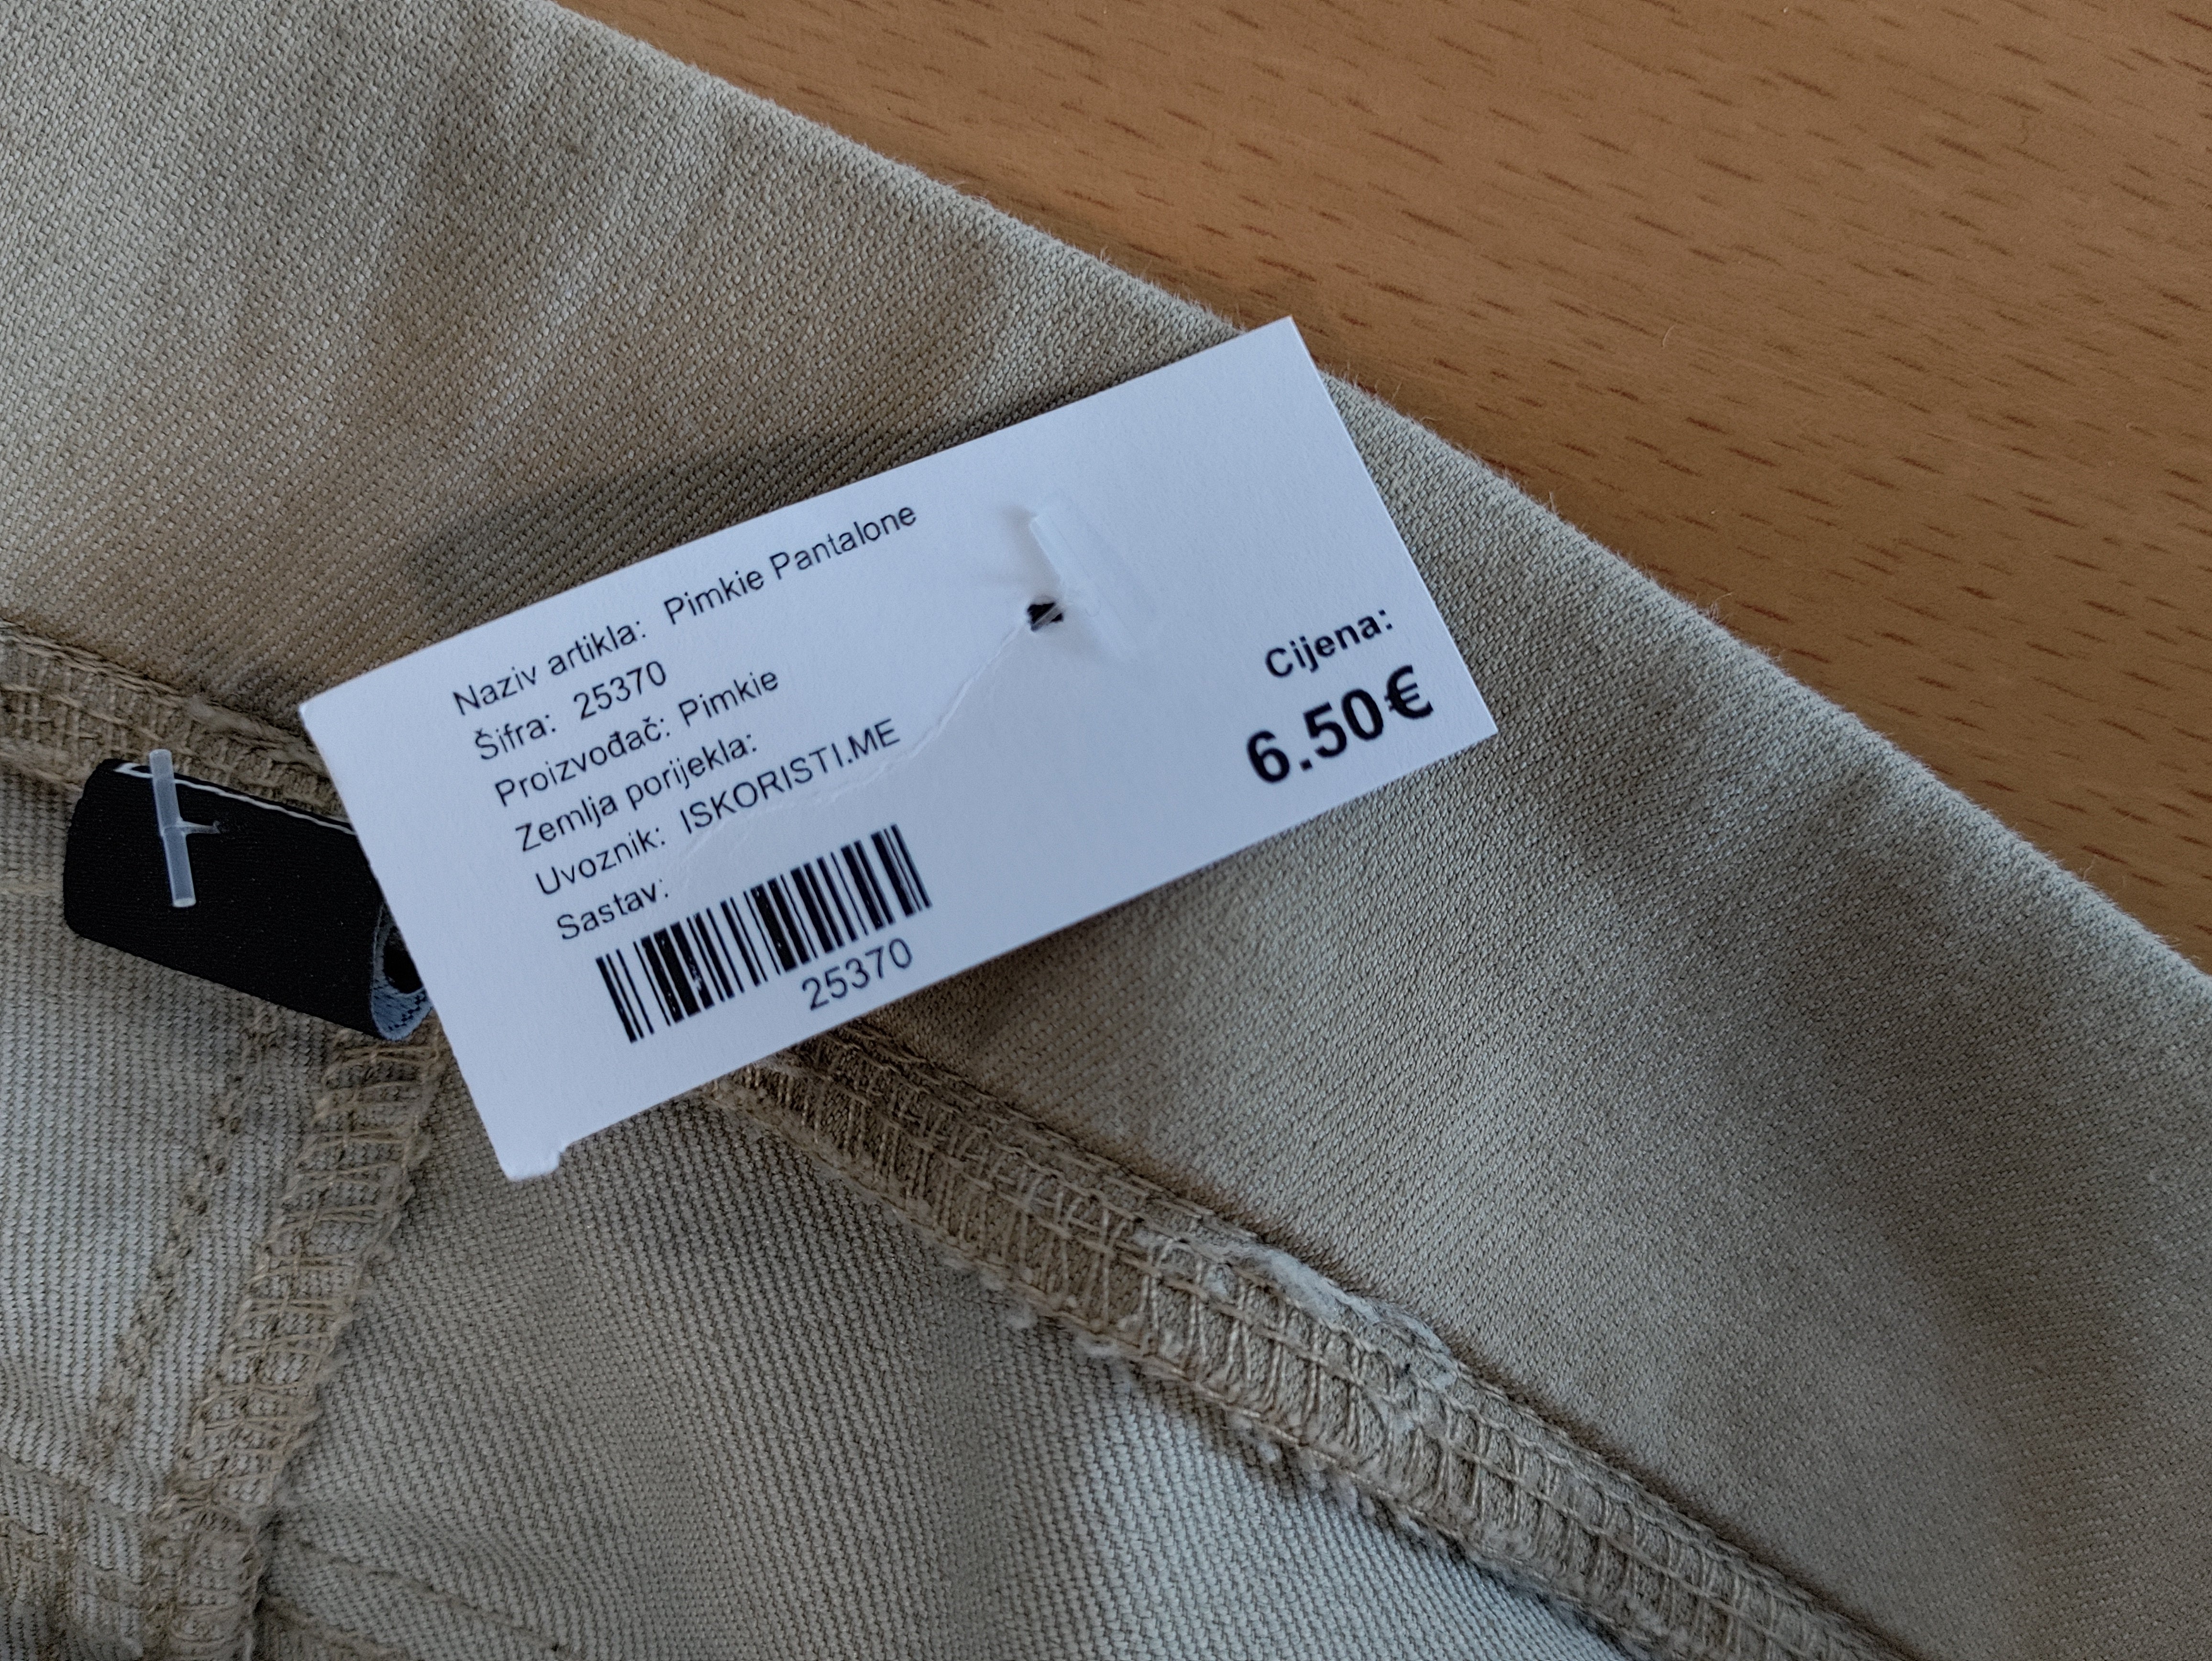 Naziv artikla: Pimkie Pantalone
Šifra: 25370
Proizvođač: Pimkie
Zemlja porijekla:
Uvoznik: ISKORISTI.ME
Sastav:
25370
Cijena:
6.50€